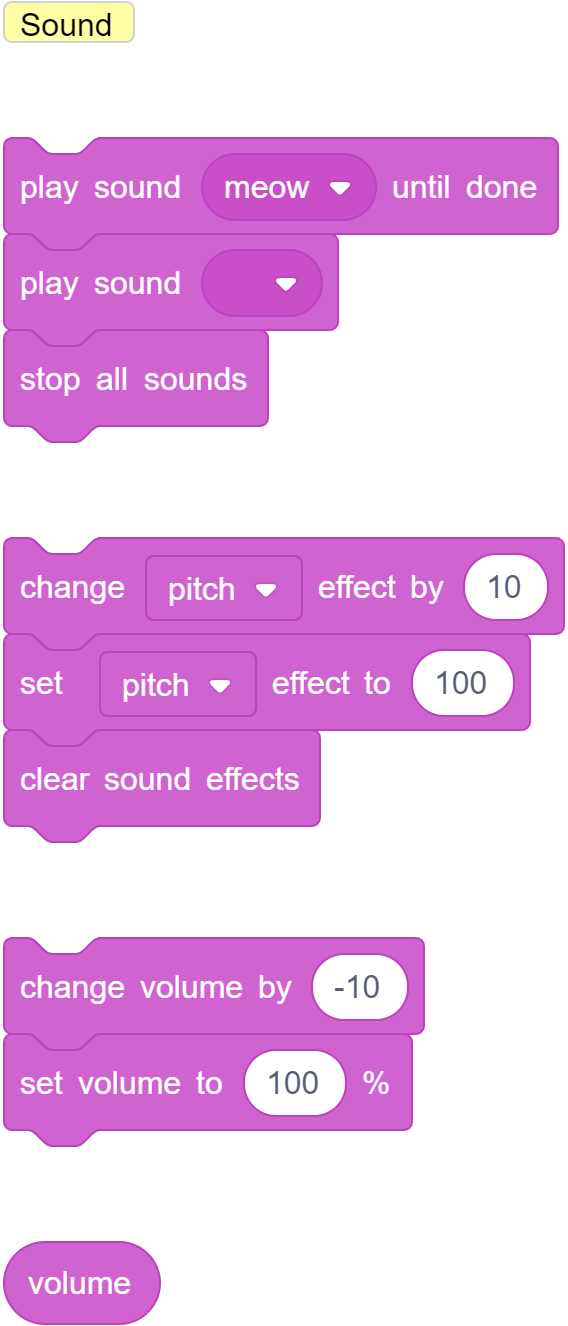 Sound
play sound meow until done
play sound
stop all sounds
change pitch effect by 10
set pitch effect to 100
clear sound effects
change volume by -10
set volume to 100 %
volume